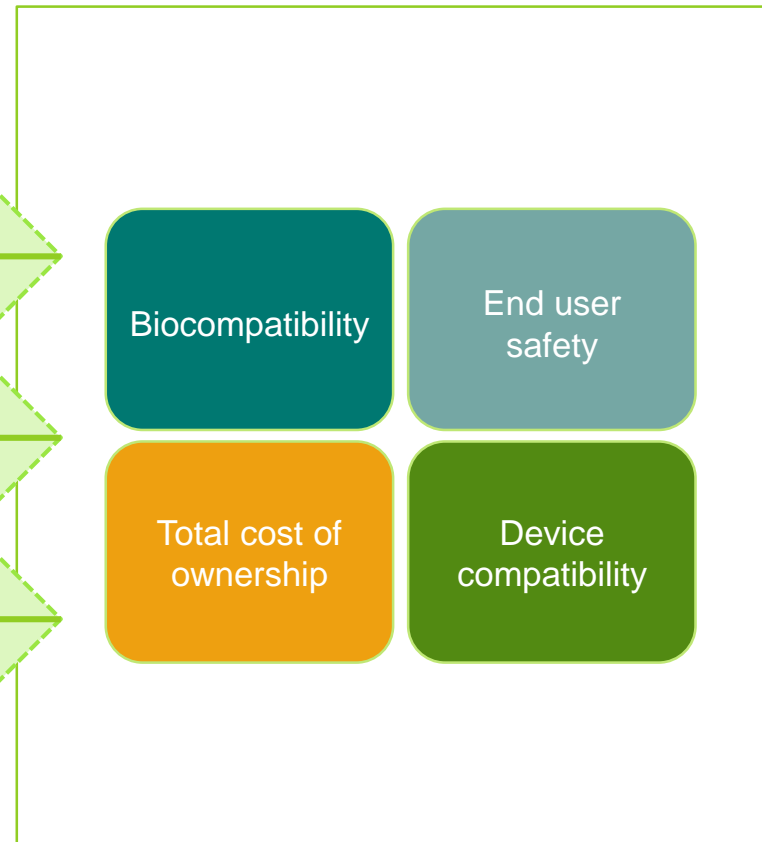 Biocompatibility
End user
safety
Total cost of
ownership
Device
compatibility